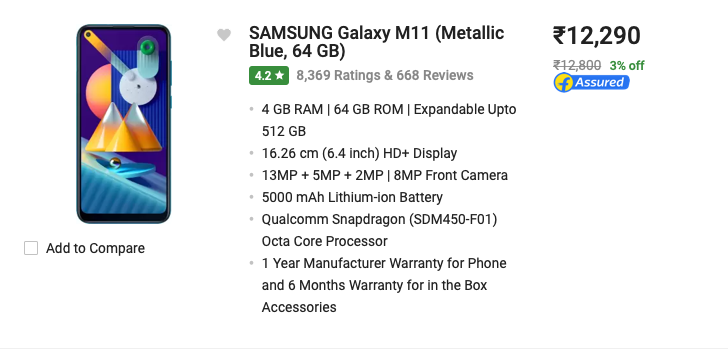 SAMSUNG Galaxy M11 (Metallic
Blue, 64 GB)
4.2 ★ 8,369 Ratings & 668 Reviews
• 4 GB RAM | 64 GB ROM | Expandable Upto
512 GB
• 16.26 cm (6.4 inch) HD+ Display
• 13MP + 5MP + 2MP | 8MP Front Camera
• 5000 mAh Lithium-ion Battery
• Qualcomm Snapdragon (SDM450-F01)
Octa Core Processor
• 1 Year Manufacturer Warranty for Phone
and 6 Months Warranty for in the Box
Accessories
₹12,290
₹12,800 3% off
f Assured
Add to Compare